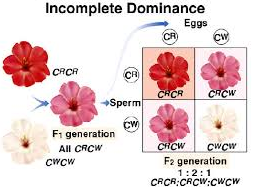 Incomplete Dominance
Eggs
CR
CW
CRCR
CR
Sperm
CW
CRCR
CRCW
F1 generation
All CRCW
CWCW
CRCW
CWCW
F2 generation
1 : 2 : 1
CRCR:CRCW:CWCW